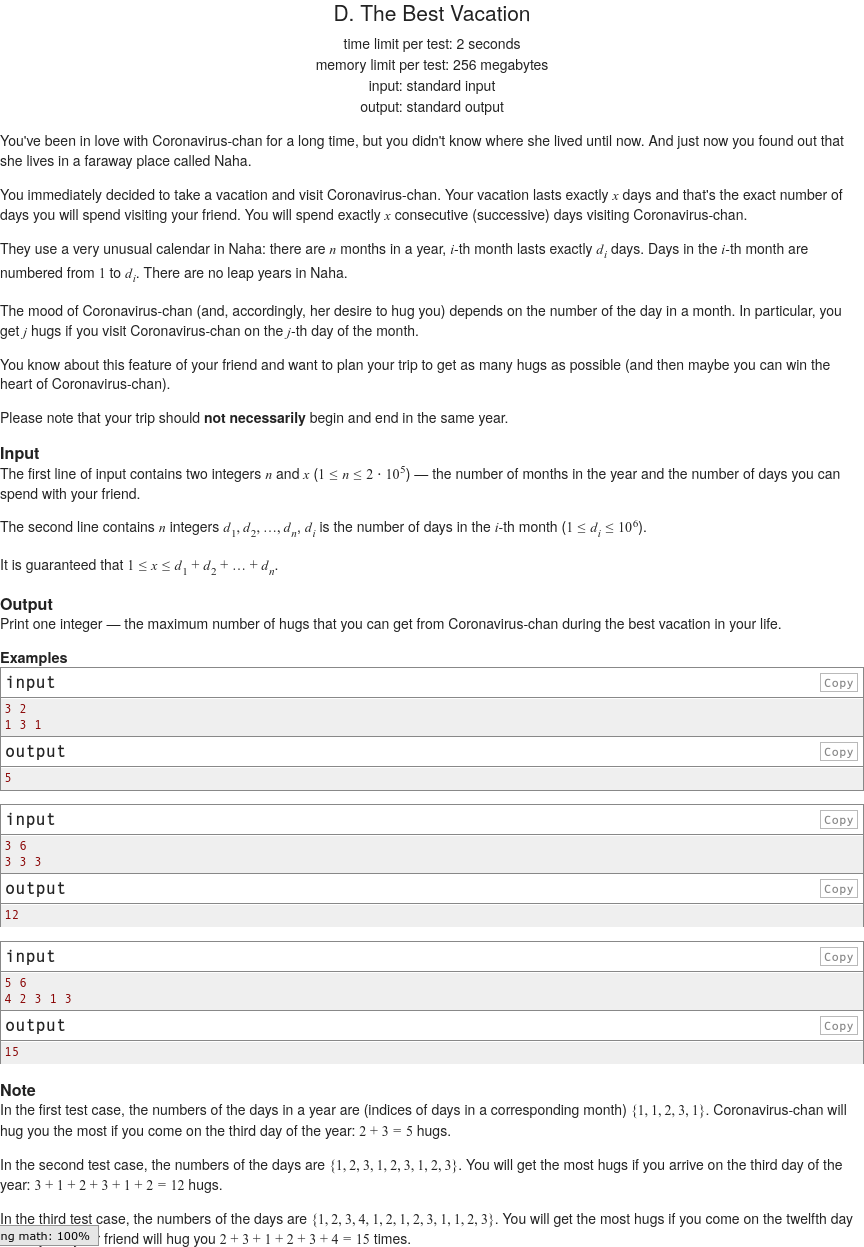 D. The Best Vacation
time limit per test: 2 seconds
memory limit per test: 256 megabytes
input: standard input
output: standard output
You've been in love with Coronavirus-chan for a long time, but you didn't know where she lived until now. And just now you found out that
she lives in a faraway place called Naha.
You immediately decided to take a vacation and visit Coronavirus-chan. Your vacation lasts exactly x days and that's the exact number of
days you will spend visiting your friend. You will spend exactly x consecutive (successive) days visiting Coronavirus-chan.
They use a very unusual calendar in Naha: there are n months in a year, i-th month lasts exactly d_i days. Days in the i-th month are
numbered from 1 to d_i. There are no leap years in Naha.
The mood of Coronavirus-chan (and, accordingly, her desire to hug you) depends on the number of the day in a month. In particular, you
get j hugs if you visit Coronavirus-chan on the j-th day of the month.
You know about this feature of your friend and want to plan your trip to get as many hugs as possible (and then maybe you can win the
heart of Coronavirus-chan).
Please note that your trip should not necessarily begin and end in the same year.
Input
The first line of input contains two integers n and x (1 ≤ n ≤ 2 · 10^5) — the number of months in the year and the number of days you can
spend with your friend.
The second line contains n integers d_1, d_2, …, d_n, d_i is the number of days in the i-th month (1 ≤ d_i ≤ 10^6).
It is guaranteed that 1 ≤ x ≤ d_1 + d_2 + … + d_n.
Output
Print one integer — the maximum number of hugs that you can get from Coronavirus-chan during the best vacation in your life.
Examples
input Copy
3 2
1 3 1
output Copy
5
input Copy
3 6
3 3 3
output Copy
12
input Copy
5 6
4 2 3 1 3
output Copy
15
Note
In the first test case, the numbers of the days in a year are (indices of days in a corresponding month) {1, 1, 2, 3, 1}. Coronavirus-chan will
hug you the most if you come on the third day of the year: 2 + 3 = 5 hugs.
In the second test case, the numbers of the days are {1, 2, 3, 1, 2, 3, 1, 2, 3}. You will get the most hugs if you arrive on the third day of the
year: 3 + 1 + 2 + 3 + 1 + 2 = 12 hugs.
In the third test case, the numbers of the days are {1, 2, 3, 4, 1, 2, 1, 2, 3, 1, 1, 2, 3}. You will get the most hugs if you come on the twelfth day
ng math: 100% friend will hug you 2 + 3 + 1 + 2 + 3 + 4 = 15 times.